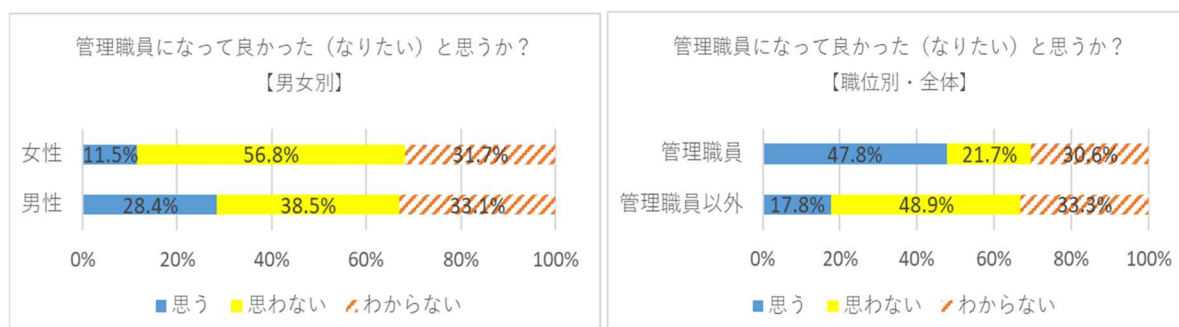 管理職員になって良かった（なりたい）と思うか？
【男女別】
女性 11.5% 56.8% 31.7%
男性 28.4% 38.5% 33.1%
0% 20% 40% 60% 80% 100%
思う 思わない わからない
管理職員になって良かった（なりたい）と思うか？
【職位別・全体】
管理職員 47.8% 21.7% 30.6%
管理職員以外 17.8% 48.9% 33.3%
0% 20% 40% 60% 80% 100%
思う 思わない わからない